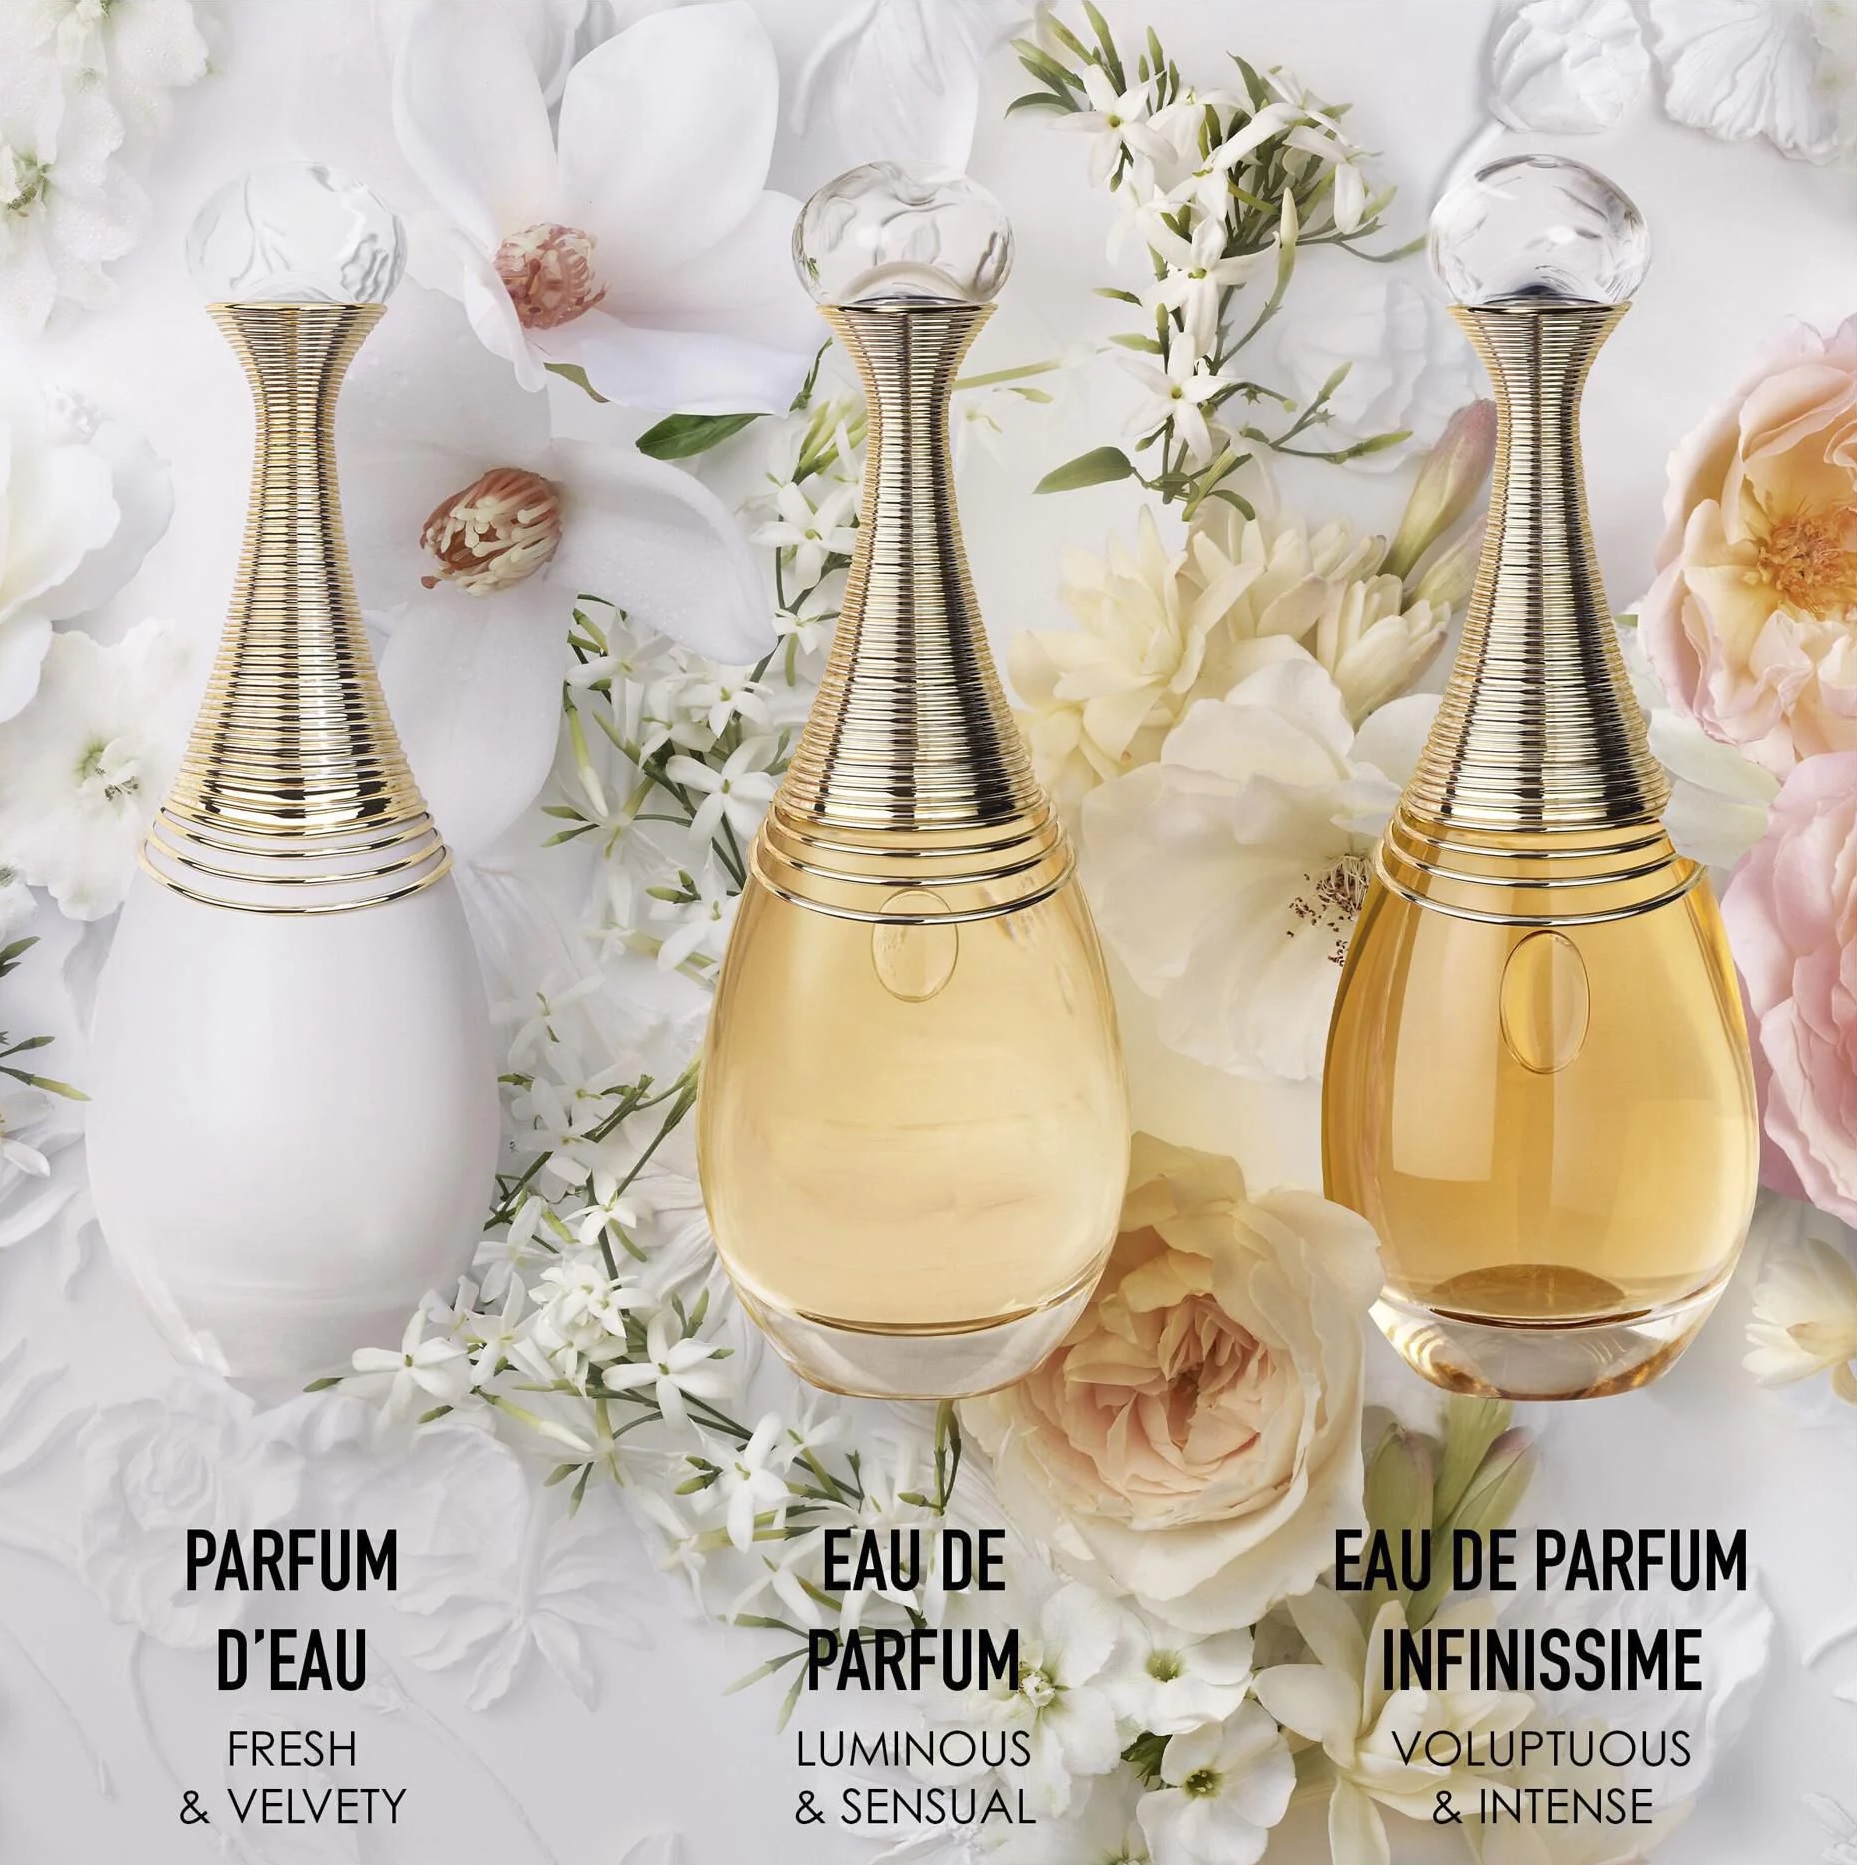 PARFUM
D'EAU
FRESH
& VELVETY
EAU DE
PARFUM
LUMINOUS
& SENSUAL
EAU DE PARFUM
INFINISSIME
VOLUPTUOUS
& INTENSE